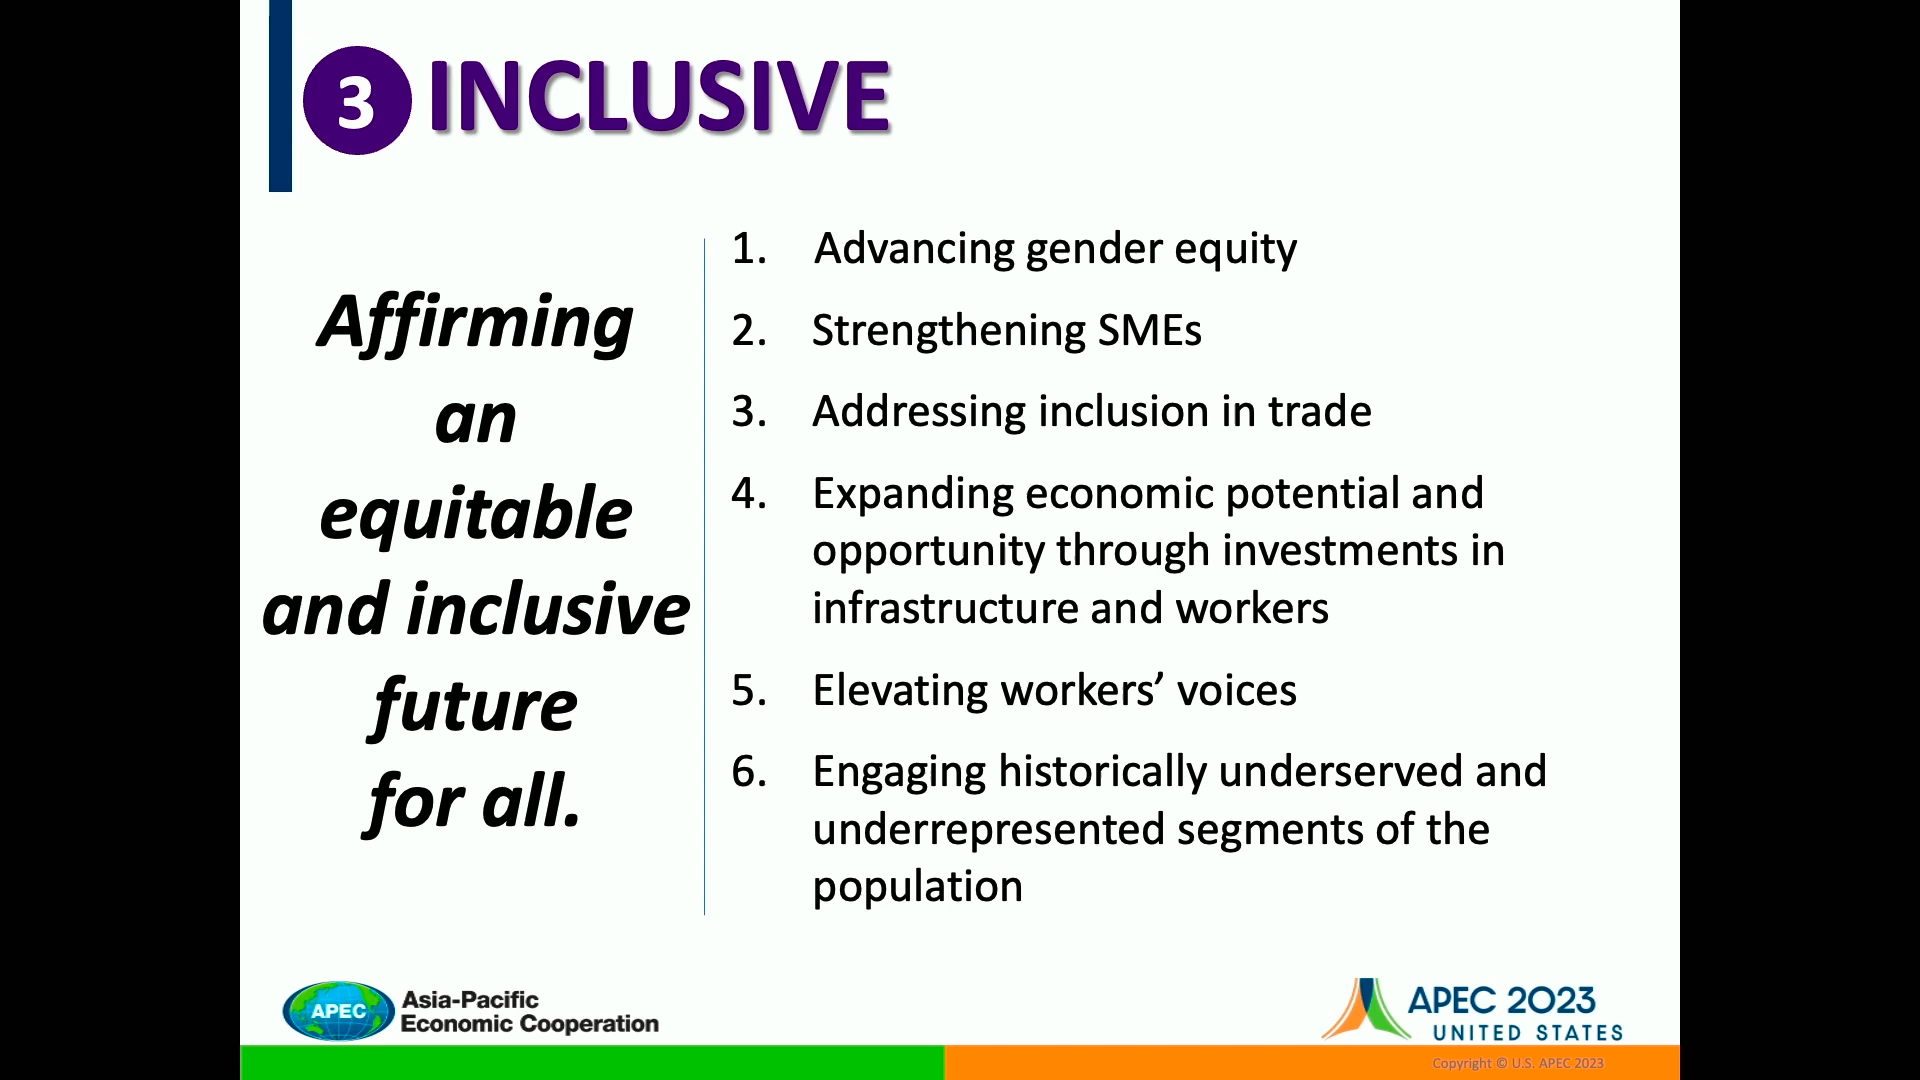 3 INCLUSIVE
Affirming
an
equitable
and inclusive
future
for all.
1. Advancing gender equity
2. Strengthening SMEs
3. Addressing inclusion in trade
4. Expanding economic potential and
opportunity through investments in
infrastructure and workers
5. Elevating workers’ voices
6. Engaging historically underserved and
underrepresented segments of the
population
APEC
Asia-Pacific
Economic Cooperation
APEC 2023
UNITED STATES
Copyright © U.S. APEC 2023